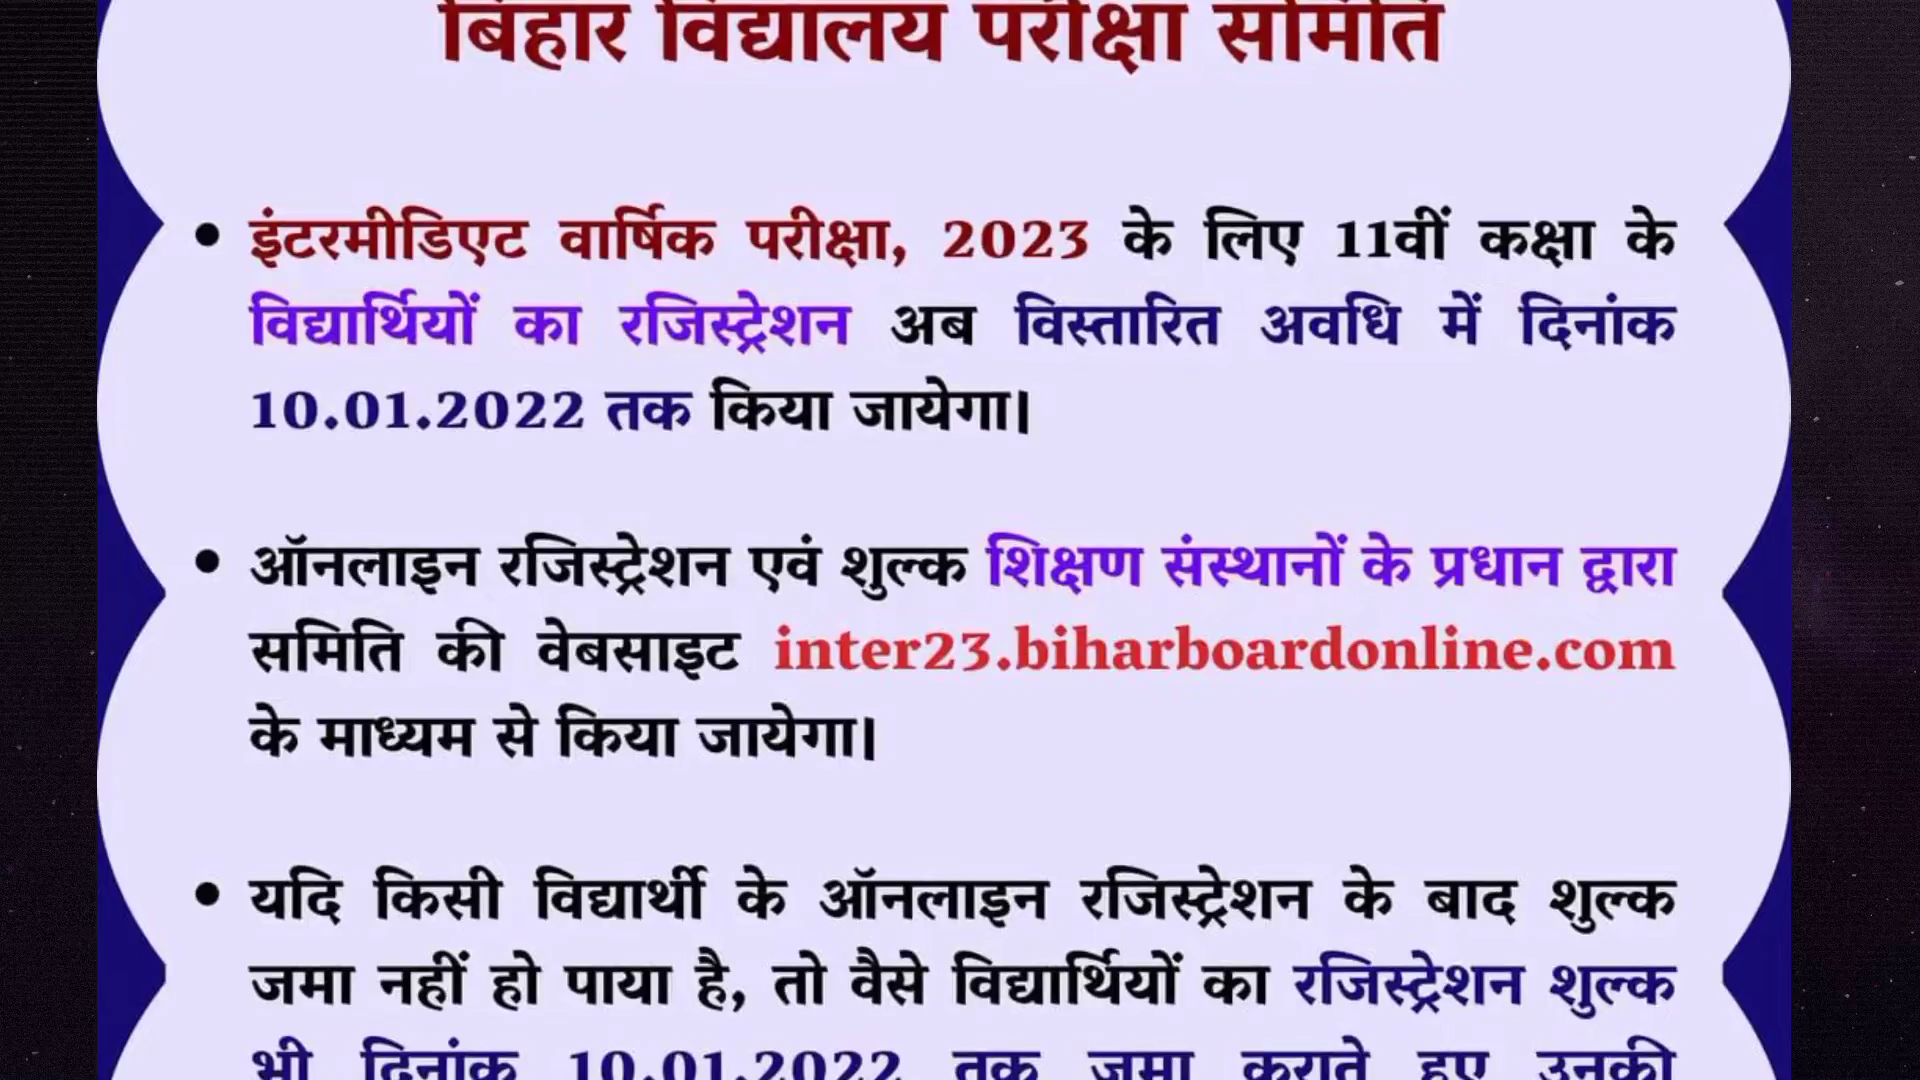 बिहार विद्यालय परीक्षा समिति
• इंटरमीडिएट वार्षिक परीक्षा, 2023 के लिए 11वीं कक्षा के
विद्यार्थियों का रजिस्ट्रेशन अब विस्तारित अवधि में दिनांक
10.01.2022 तक किया जायेगा।
• ऑनलाइन रजिस्ट्रेशन एवं शुल्क शिक्षण संस्थानों के प्रधान द्वारा
समिति की वेबसाइट inter23.biharboardonline.com
के माध्यम से किया जायेगा।
• यदि किसी विद्यार्थी के ऑनलाइन रजिस्ट्रेशन के बाद शुल्क
जमा नहीं हो पाया है, तो वैसे विद्यार्थियों का रजिस्ट्रेशन शुल्क
भी दिनांक 10.01.2022 तक जमा कराते हुए उनकी